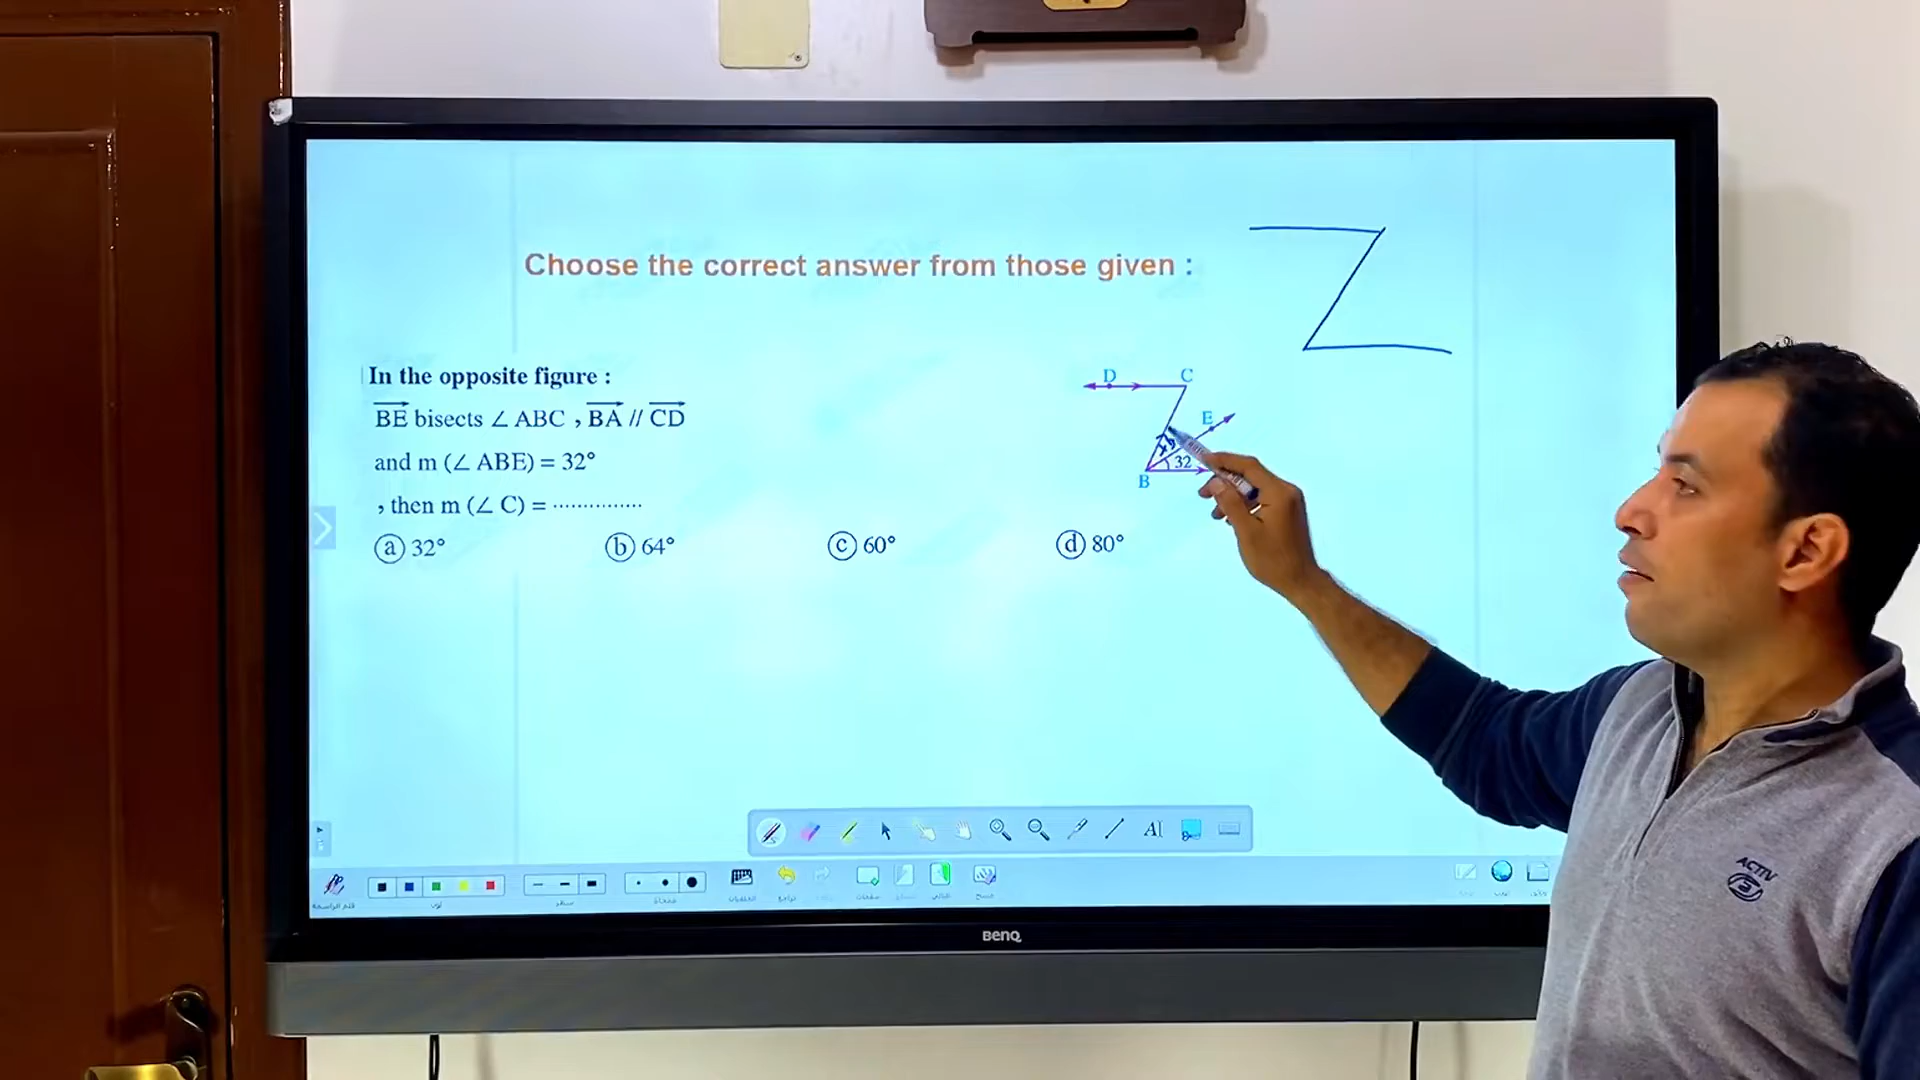 Choose the correct answer from those given :
In the opposite figure :
BE bisects ∠ ABC , BA // CD
and m (∠ ABE) = 32°
, then m (∠ C) = ...............
ⓐ 32° ⓑ 64° ⓒ 60° ⓓ 80°
D C
E
32
B
Z
AI
BenQ
ACTIV